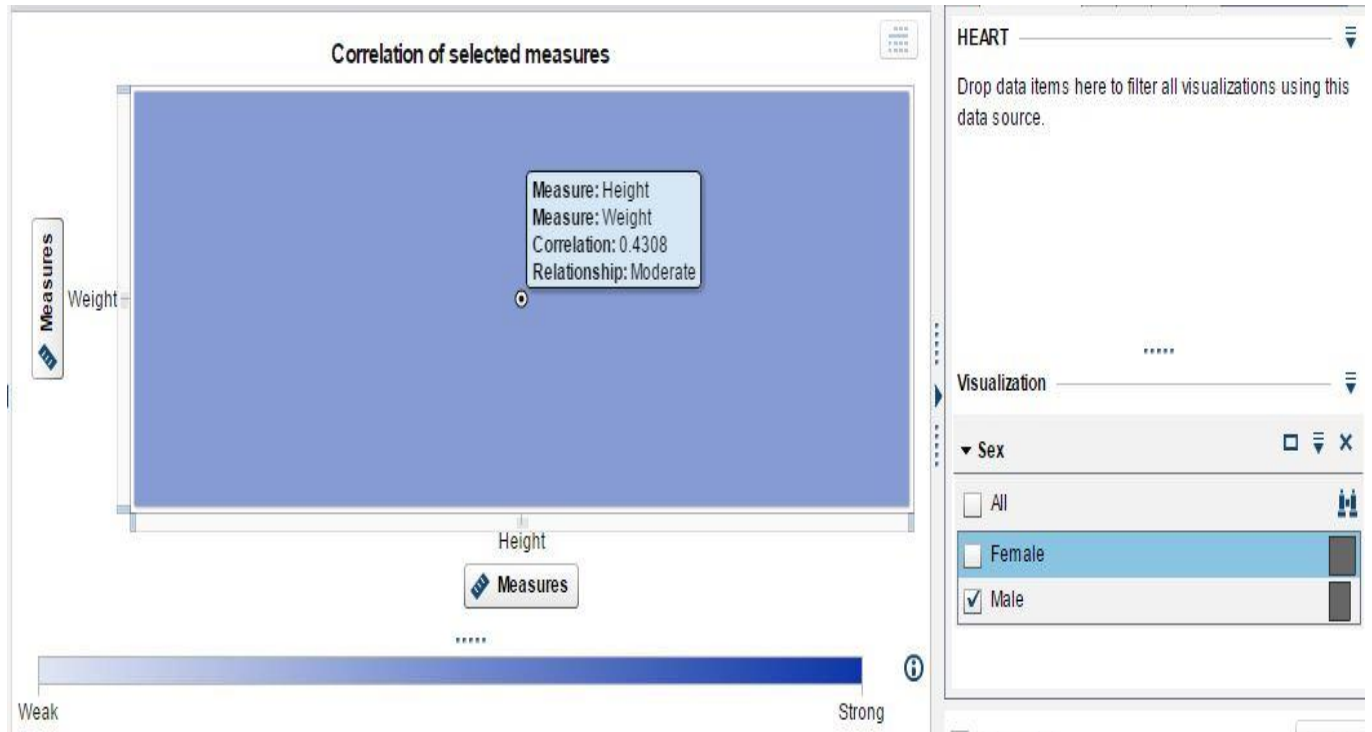 Correlation of selected measures
Measure: Height
Measure: Weight
Correlation: 0.4308
Relationship: Moderate
Measures
Weight
Height
Measures
Weak
Strong
HEART
Drop data items here to filter all visualizations using this
data source.
Visualization
Sex
All
Female
Male